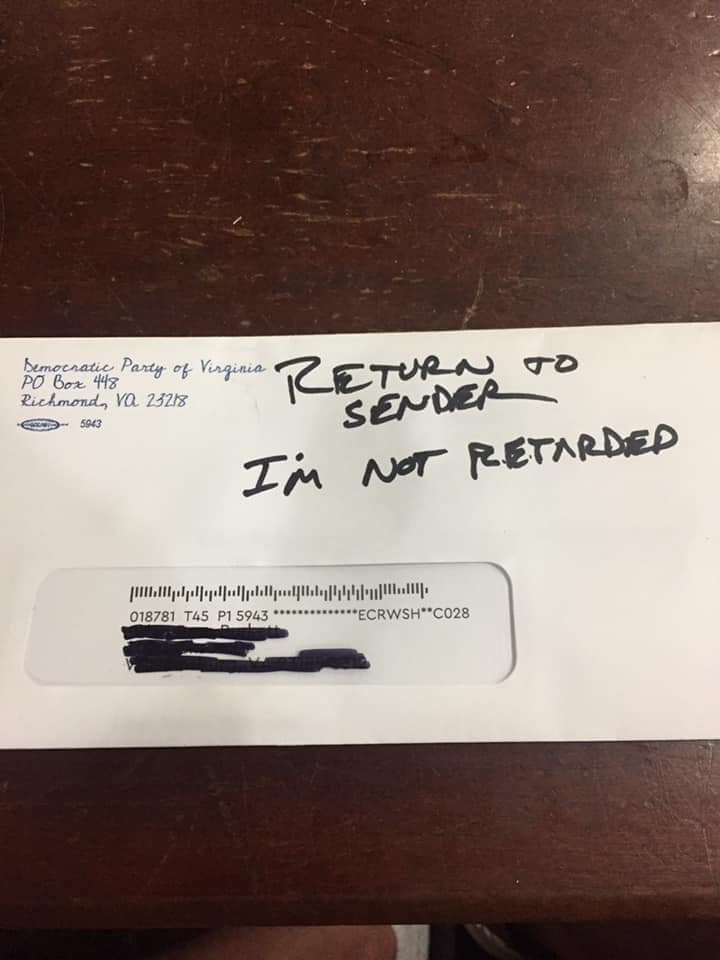 Democratic Party of Virginia
PO Box 448
Richmond, VA 23218
5943
RETURN TO
SENDER
I'M NOT RETARDED
018781 T45 P1 5943 **************ECRWSH**C028